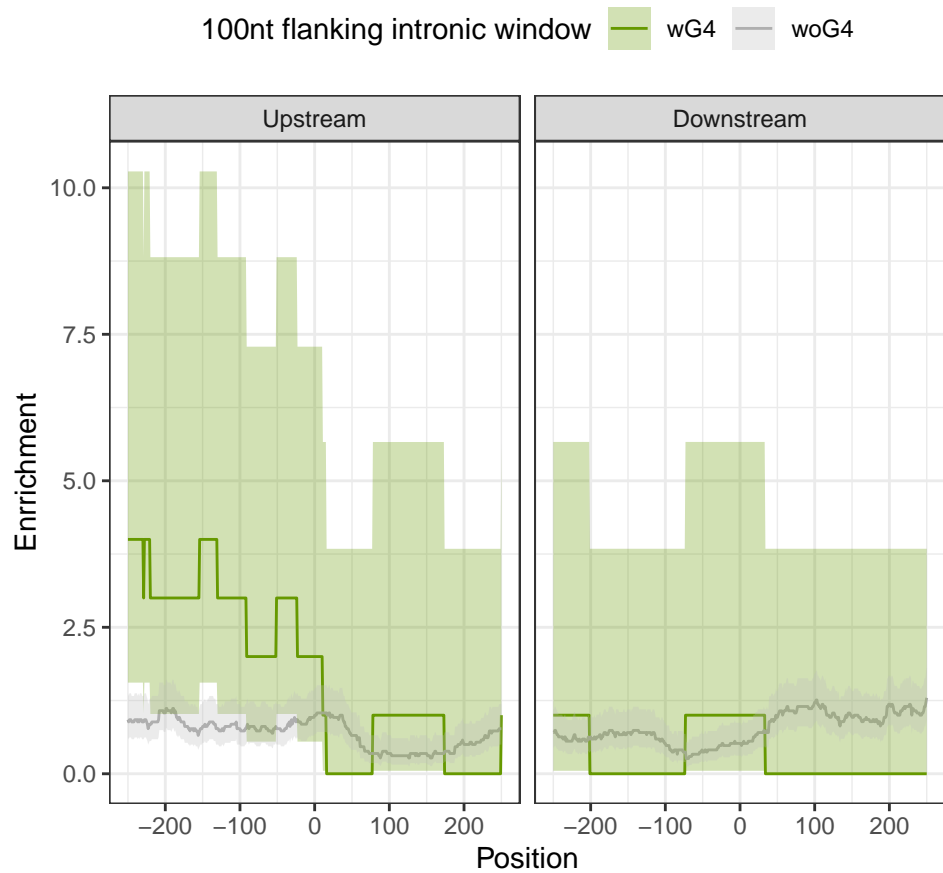 100nt flanking intronic window wG4 woG4
Upstream Downstream
10.0
7.5
5.0
2.5
0.0
Enrrichment
−200 −100 0 100 200 −200 −100 0 100 200
Position